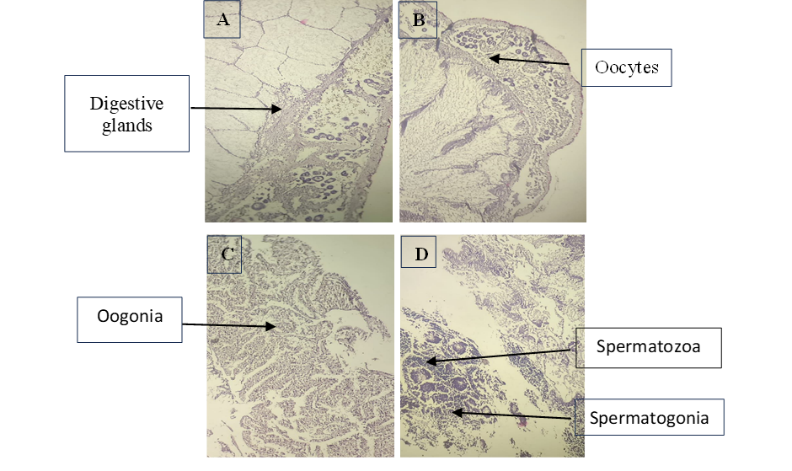 A
B
Digestive
glands
Oocytes
C
D
Oogonia
Spermatozoa
Spermatogonia